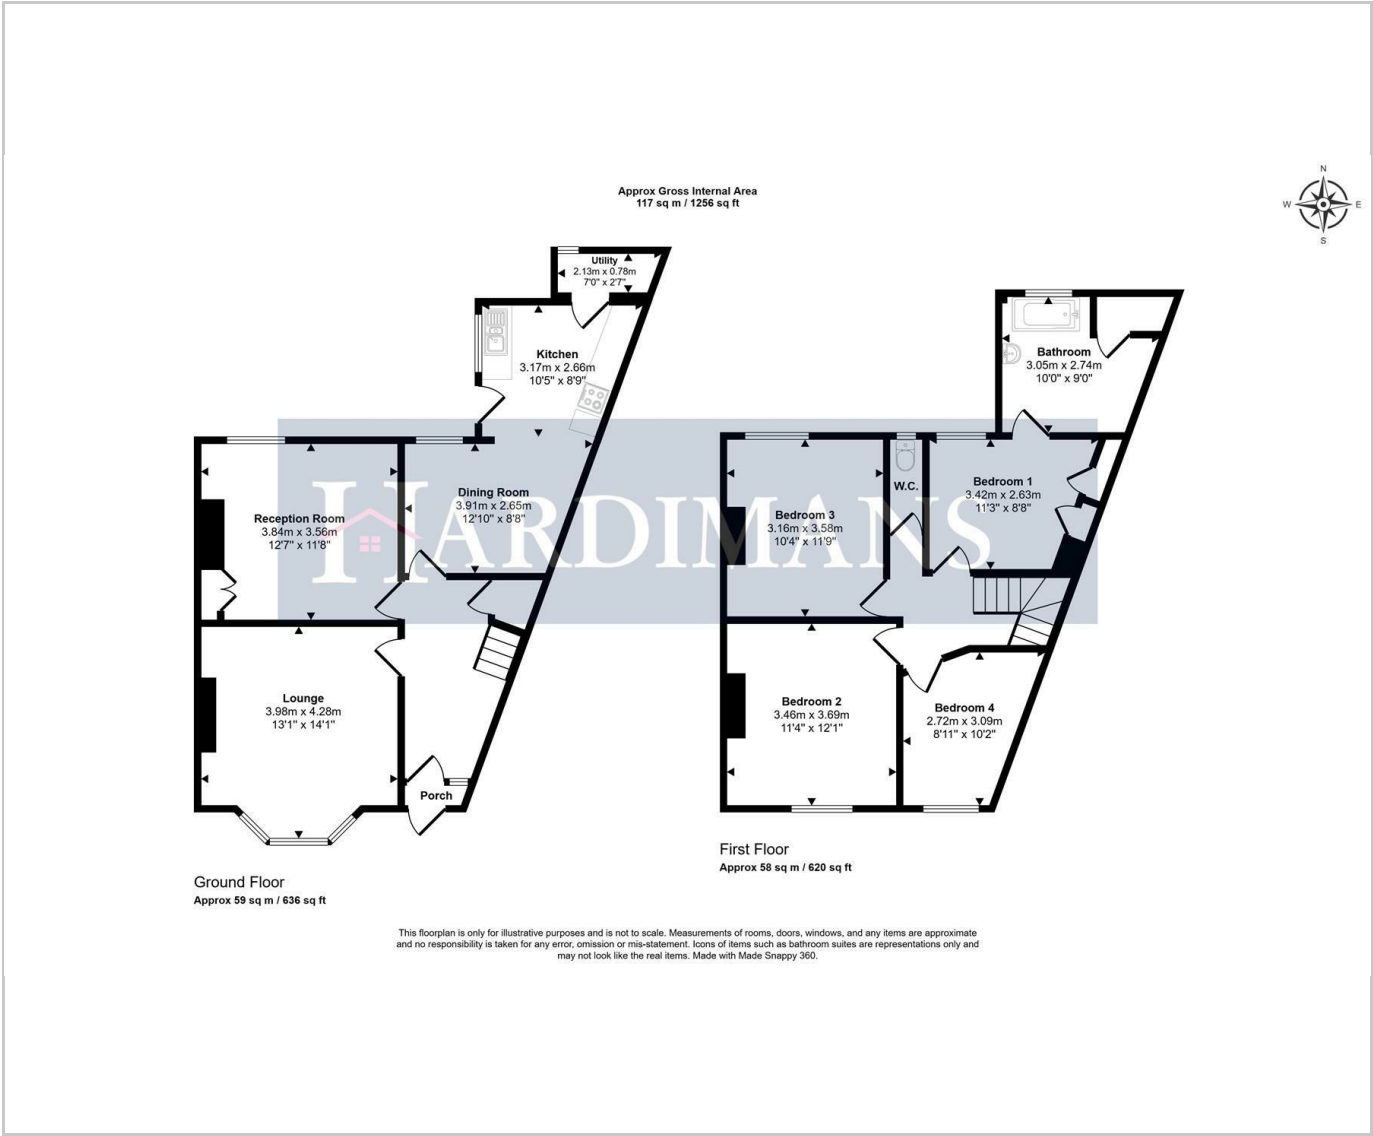 Approx Gross Internal Area
117 sq m / 1256 sq ft
N
W
E
S
Utility
2.13m x 0.78m
7'0" x 2'7"
Kitchen
3.17m x 2.66m
10'5" x 8'9"
Dining Room
3.91m x 2.65m
12'10" x 8'8"
Reception Room
3.84m x 3.56m
12'7" x 11'8"
Lounge
3.98m x 4.28m
13'1" x 14'1"
Porch
Ground Floor
Approx 59 sq m / 636 sq ft
Bathroom
3.05m x 2.74m
10'0" x 9'0"
W.C.
Bedroom 1
3.42m x 2.63m
11'3" x 8'8"
Bedroom 3
3.16m x 3.58m
10'4" x 11'9"
Bedroom 2
3.46m x 3.69m
11'4" x 12'1"
Bedroom 4
2.72m x 3.09m
8'11" x 10'2"
First Floor
Approx 58 sq m / 620 sq ft
HARDIMANS
This floorplan is only for illustrative purposes and is not to scale. Measurements of rooms, doors, windows, and any items are approximate
and no responsibility is taken for any error, omission or mis-statement. Icons of items such as bathroom suites are representations only and
may not look like the real items. Made with Made Snappy 360.